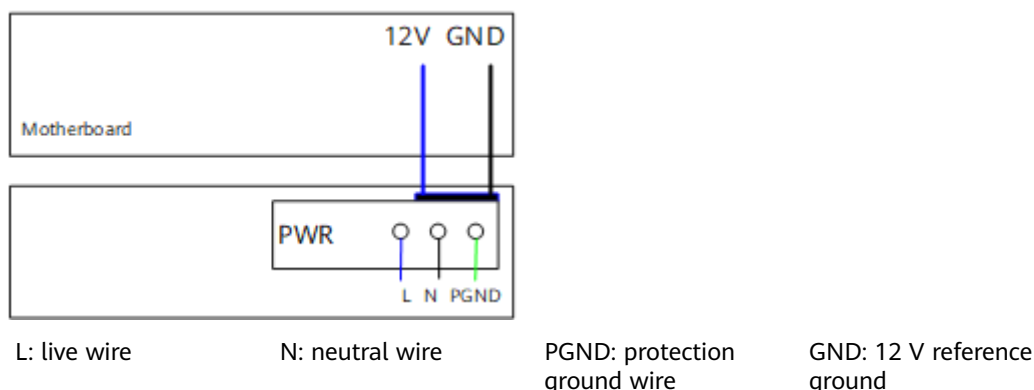 12V GND
Motherboard
PWR
L N PGND
L: live wire
N: neutral wire
PGND: protection
ground wire
GND: 12 V reference
ground